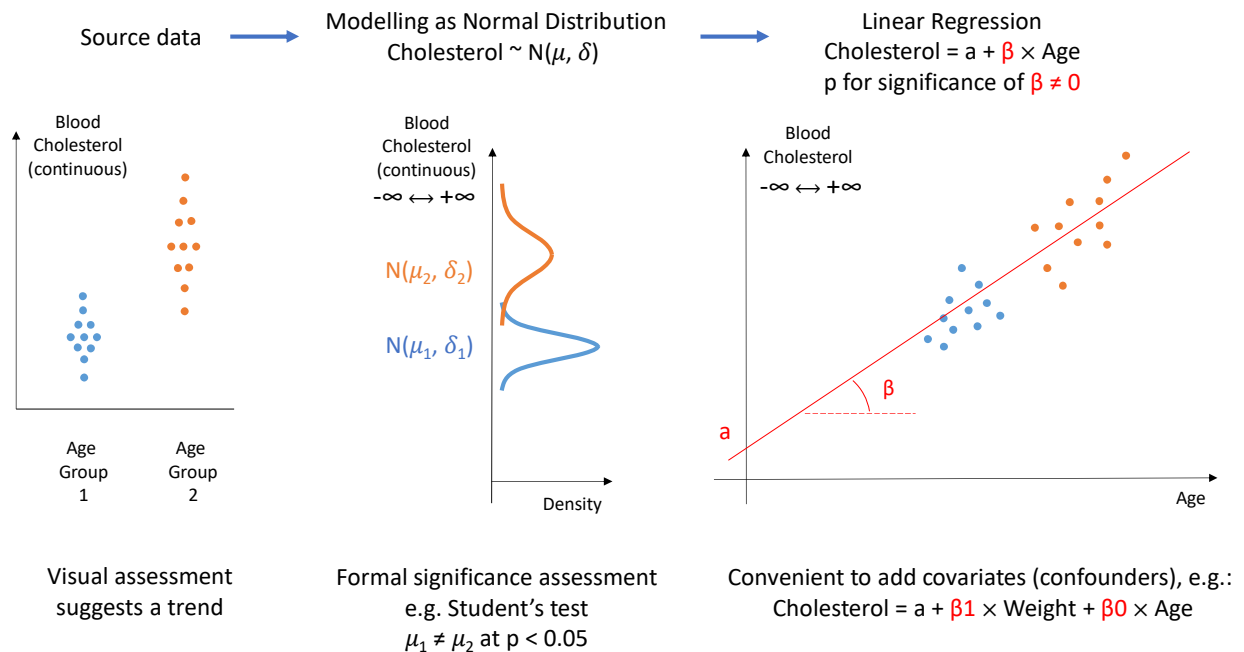 Source data
Modelling as Normal Distribution
Cholesterol ~ N(μ, δ)
Linear Regression
Cholesterol = a + β × Age
p for significance of β ≠ 0
Blood
Cholesterol
(continuous)
Age
Group
1
Age
Group
2
Blood
Cholesterol
(continuous)
-∞ ↔ +∞
N(μ₂, δ₂)
N(μ₁, δ₁)
Density
Blood
Cholesterol
-∞ ↔ +∞
β
a
Age
Visual assessment
suggests a trend
Formal significance assessment
e.g. Student’s test
μ₁ ≠ μ₂ at p < 0.05
Convenient to add covariates (confounders), e.g.:
Cholesterol = a + β1 × Weight + β0 × Age